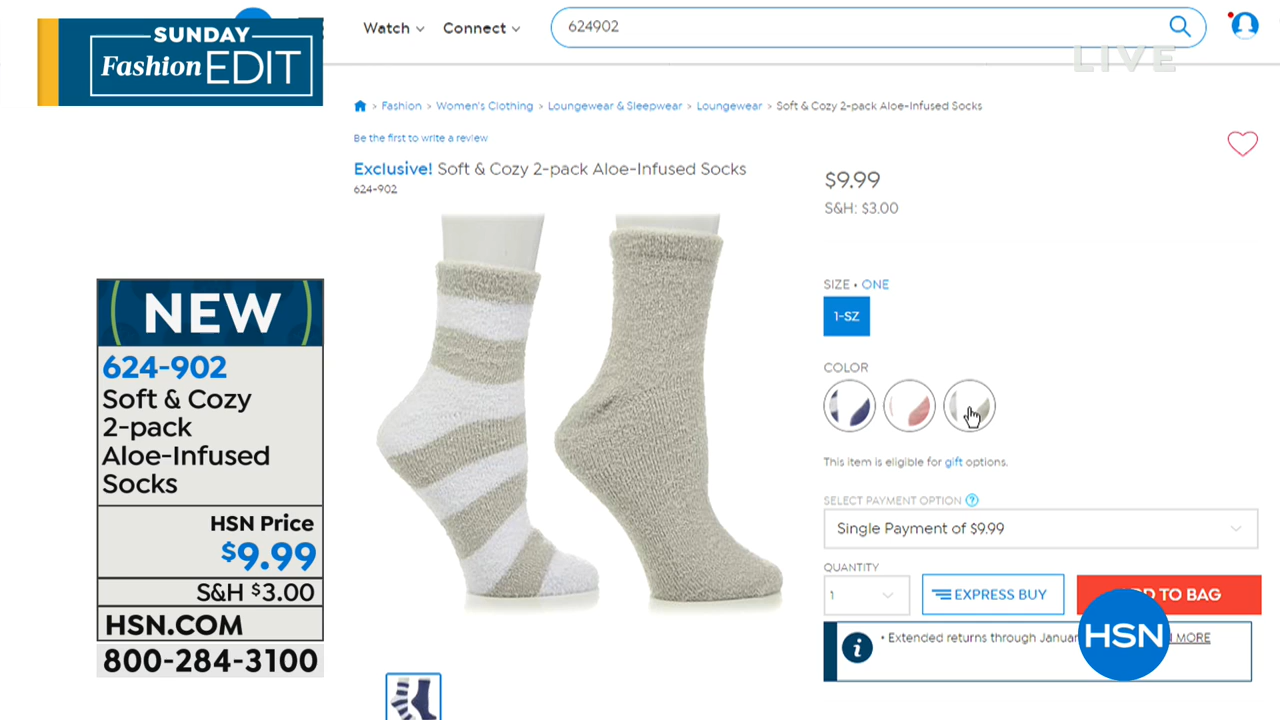 SUNDAY
Fashion EDIT
Watch
Connect
624902
LIVE
> Fashion > Women's Clothing > Loungewear & Sleepwear > Loungewear > Soft & Cozy 2-pack Aloe-Infused Socks
Be the first to write a review
Exclusive! Soft & Cozy 2-pack Aloe-Infused Socks
624-902
$9.99
S&H: $3.00
SIZE • ONE
1-SZ
COLOR
This item is eligible for gift options.
SELECT PAYMENT OPTION ?
Single Payment of $9.99
QUANTITY
1
EXPRESS BUY
TO BAG
• Extended returns through
MORE
HSN
NEW
624-902
Soft & Cozy
2-pack
Aloe-Infused
Socks
HSN Price
$9.99
S&H $3.00
HSN.COM
800-284-3100